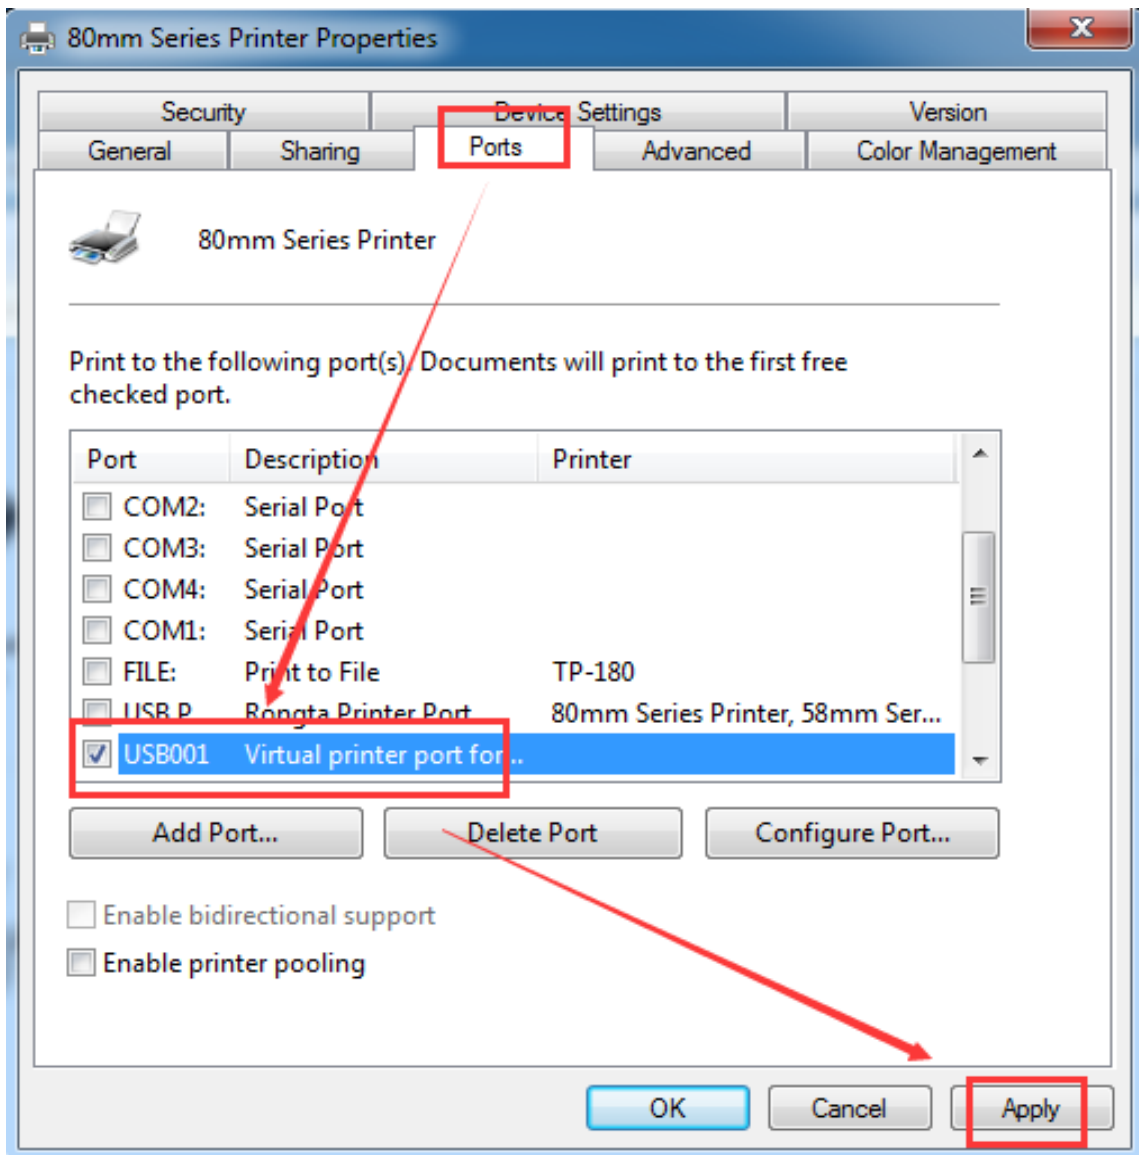 80mm Series Printer Properties
Security Device Settings Version
General Sharing Ports Advanced Color Management
80mm Series Printer
Print to the following port(s). Documents will print to the first free
checked port.
Port Description Printer
COM2: Serial Port
COM3: Serial Port
COM4: Serial Port
COM1: Serial Port
FILE: Print to File TP-180
USB P Rongta Printer Port 80mm Series Printer, 58mm Ser...
USB001 Virtual printer port for...
Add Port... Delete Port Configure Port...
Enable bidirectional support
Enable printer pooling
OK Cancel Apply